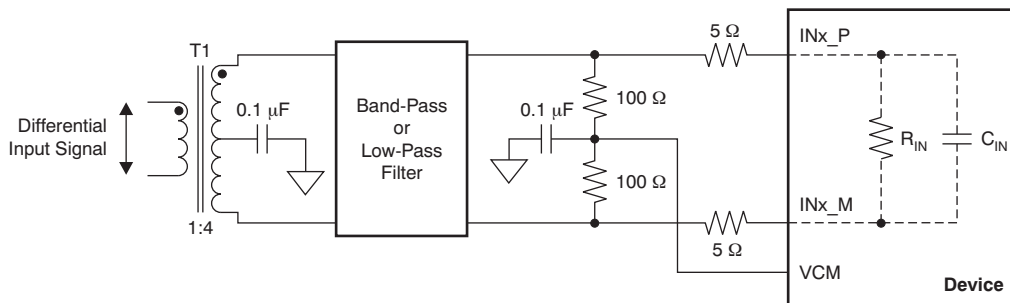 5 Ω
INx_P
T1
0.1 μF
Band-Pass
or
Low-Pass
Filter
0.1 μF
100 Ω
Differential
Input Signal
R_IN
C_IN
100 Ω
INx_M
1:4
5 Ω
VCM
Device